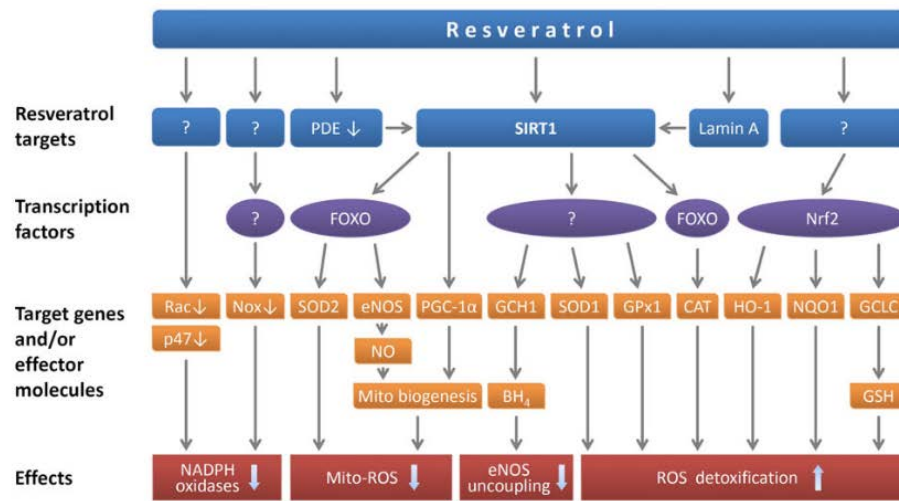 Resveratrol
Resveratrol
targets
? ? PDE ↓ SIRT1 Lamin A ?
Transcription
factors
? FOXO ? FOXO Nrf2
Target genes
and/or
effector
molecules
Rac↓ Nox↓ SOD2 eNOS PGC-1α GCH1 SOD1 GPx1 CAT HO-1 NQO1 GCLC
p47↓ NO
Mito biogenesis BH₄ GSH
Effects
NADPH
oxidases ↓
Mito-ROS ↓
eNOS
uncoupling ↓
ROS detoxification ↑